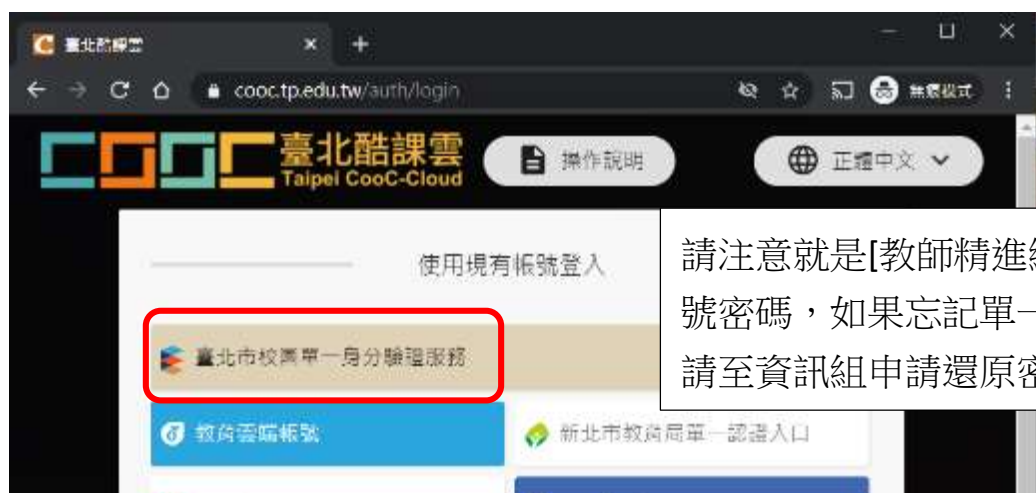 臺北酷課雲
cooc.tp.edu.tw/auth/login
無痕模式
COOC
臺北酷課雲
Taipei CooC-Cloud
操作說明
正體中文
使用現有帳號登入
請注意就是[教師精進
號密碼，如果忘記單一
請至資訊組申請還原密
臺北市校園單一身分驗證服務
教育雲端帳號
新北市教育局單一認證入口